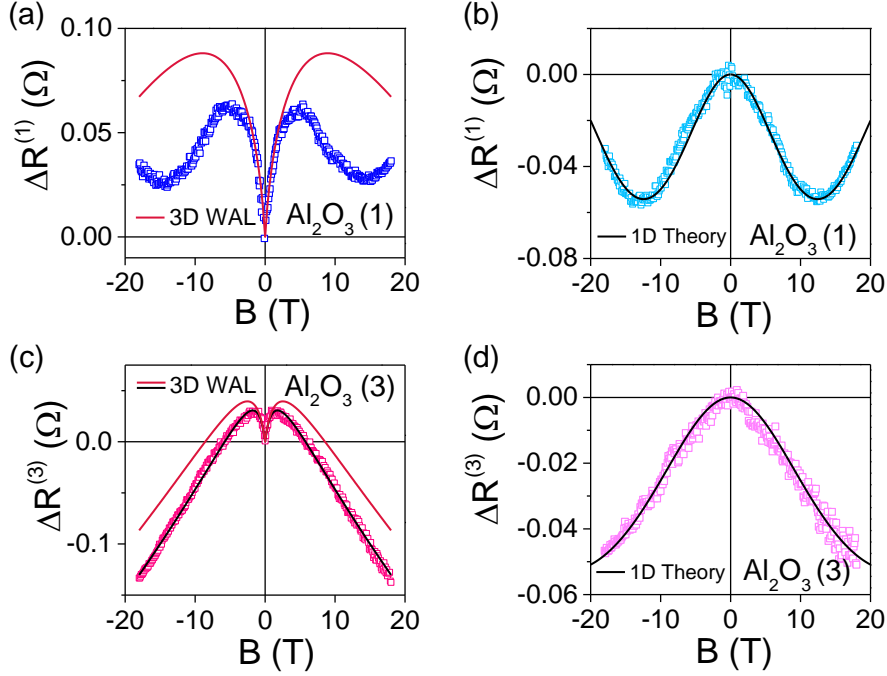 (a)
0.10
0.05
0.00
ΔR⁽¹⁾ (Ω)
3D WAL
Al₂O₃ (1)
-20 -10 0 10 20
B (T)
(b)
0.00
-0.04
-0.08
ΔR⁽¹⁾ (Ω)
1D Theory
Al₂O₃ (1)
-20 -10 0 10 20
B (T)
(c)
3D WAL
Al₂O₃ (3)
0.0
-0.1
ΔR⁽³⁾ (Ω)
-20 -10 0 10 20
B (T)
(d)
0.00
-0.02
-0.04
-0.06
ΔR⁽³⁾ (Ω)
1D Theory
Al₂O₃ (3)
-20 -10 0 10 20
B (T)